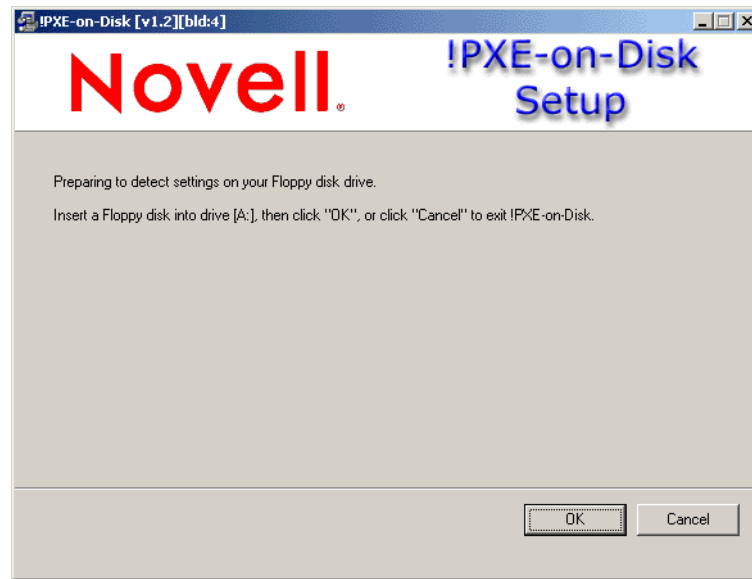 !PXE-on-Disk [v1.2][bld:4]
Novell®
!PXE-on-Disk
Setup
Preparing to detect settings on your Floppy disk drive.
Insert a Floppy disk into drive [A:], then click "OK", or click "Cancel" to exit !PXE-on-Disk.
OK
Cancel